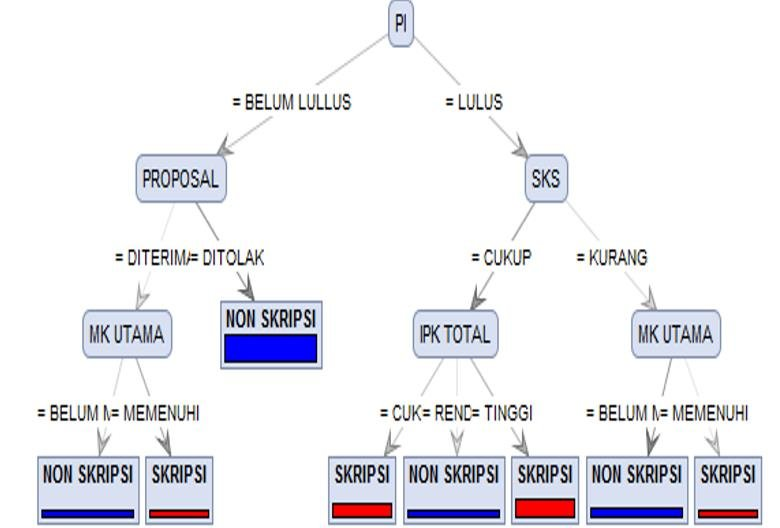 PI
= BELUM LULLUS
= LULUS
PROPOSAL
SKS
= DITERIMA
= DITOLAK
= CUKUP
= KURANG
MK UTAMA
NON SKRIPSI
IPK TOTAL
MK UTAMA
= BELUM M
= MEMENUHI
= CUK
= REND
= TINGGI
= BELUM M
= MEMENUHI
NON SKRIPSI
SKRIPSI
SKRIPSI
NON SKRIPSI
SKRIPSI
NON SKRIPSI
SKRIPSI